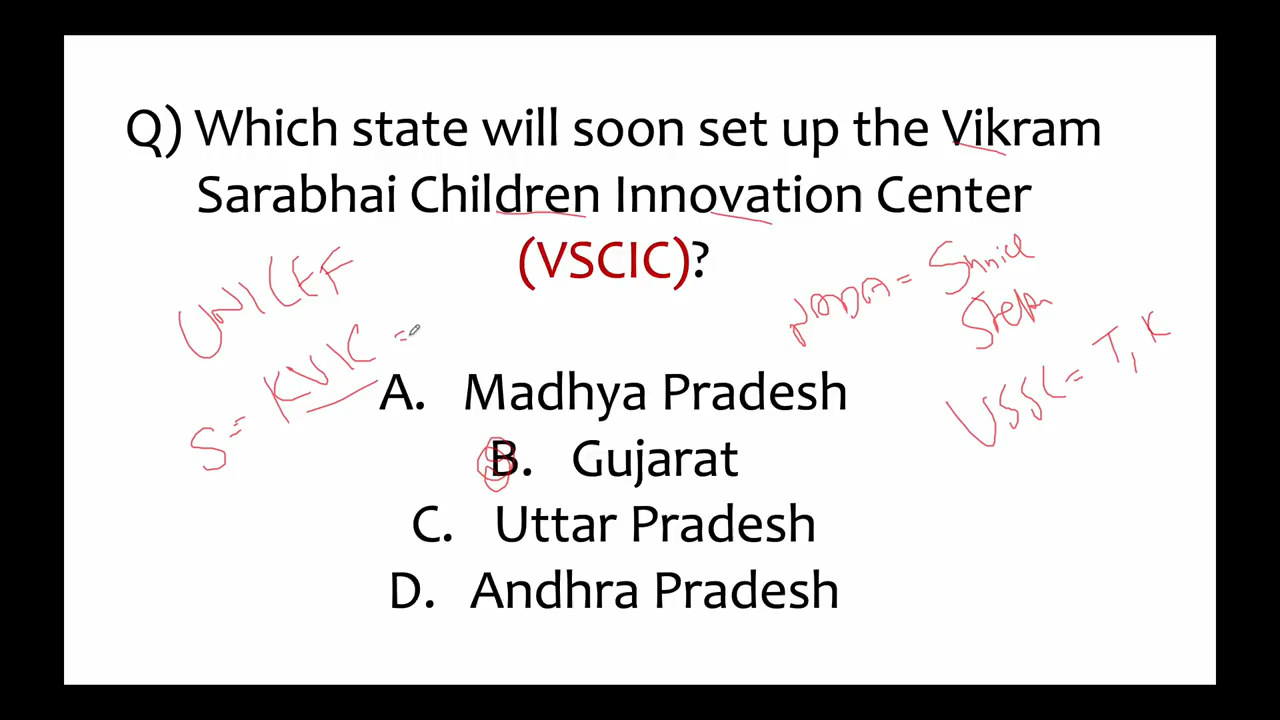 Q) Which state will soon set up the Vikram
Sarabhai Children Innovation Center
(VSCIC)?
UNICEF
S = KVIC =
VSSC = T, K
A. Madhya Pradesh
B. Gujarat
C. Uttar Pradesh
D. Andhra Pradesh